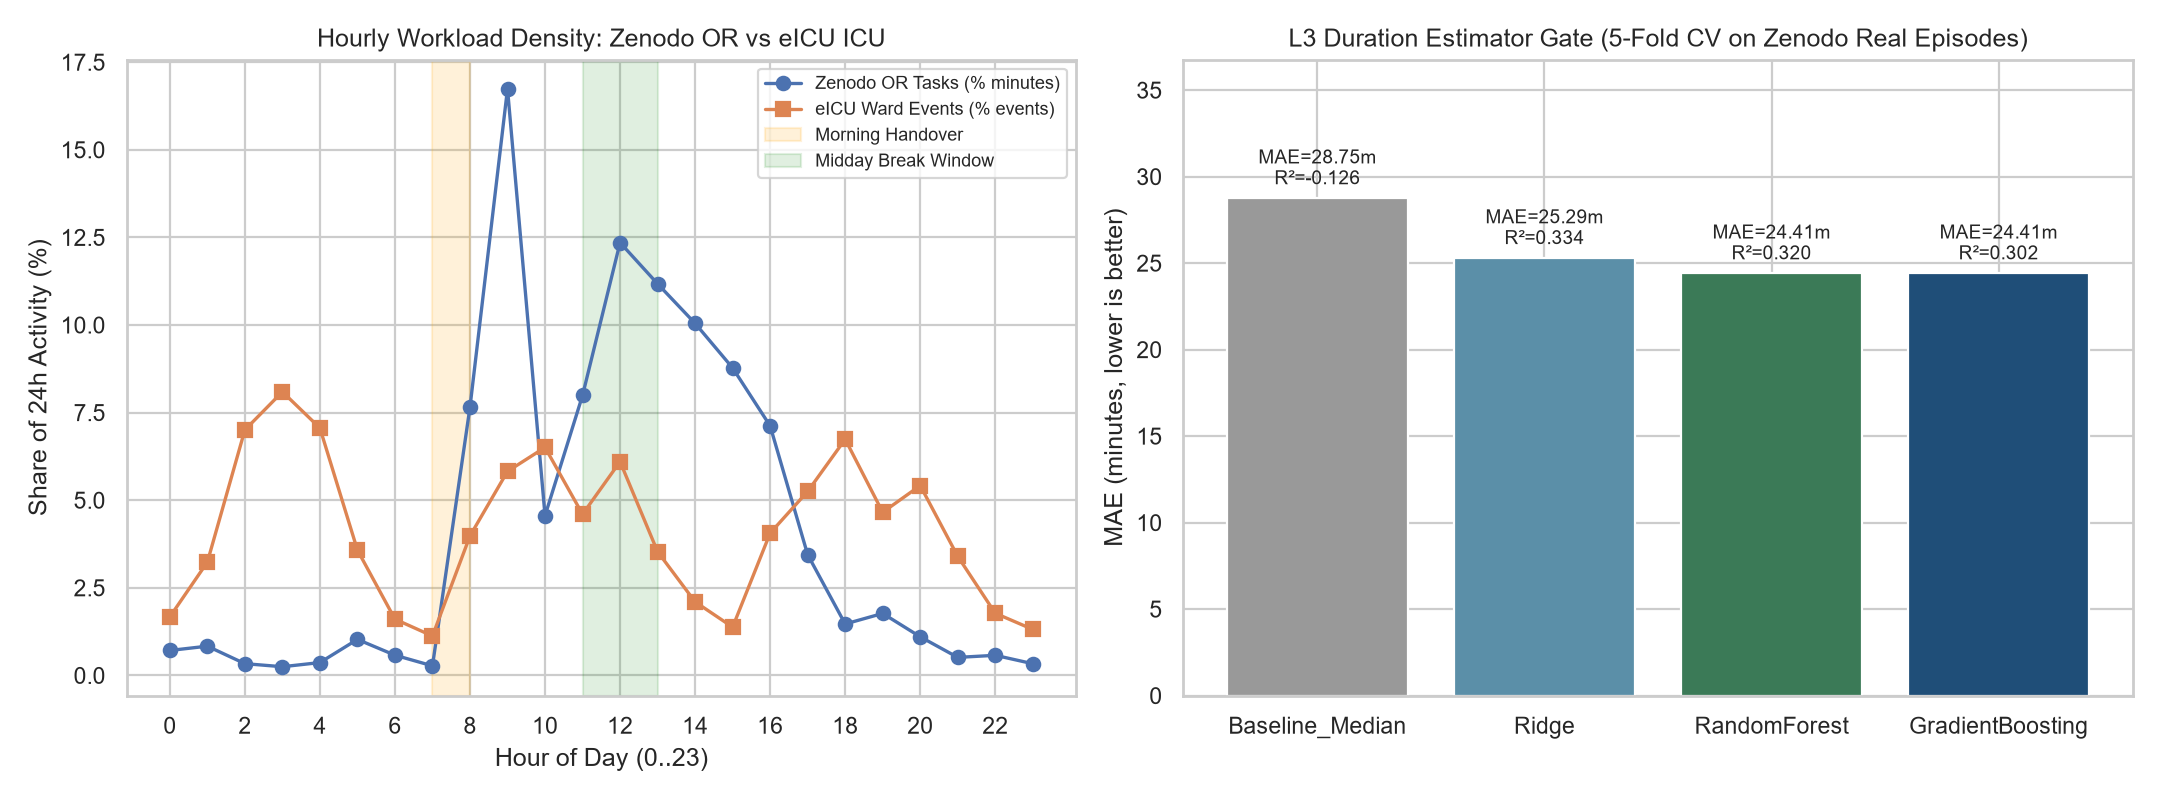 Hourly Workload Density: Zenodo OR vs eICU ICU
17.5
15.0
12.5
10.0
7.5
5.0
2.5
0.0
Share of 24h Activity (%)
Zenodo OR Tasks (% minutes)
eICU Ward Events (% events)
Morning Handover
Midday Break Window
0 2 4 6 8 10 12 14 16 18 20 22
Hour of Day (0..23)
L3 Duration Estimator Gate (5-Fold CV on Zenodo Real Episodes)
35
30
25
20
15
10
5
0
MAE (minutes, lower is better)
MAE=28.75m
R²=-0.126
MAE=25.29m
R²=0.334
MAE=24.41m
R²=0.320
MAE=24.41m
R²=0.302
Baseline_Median Ridge RandomForest GradientBoosting